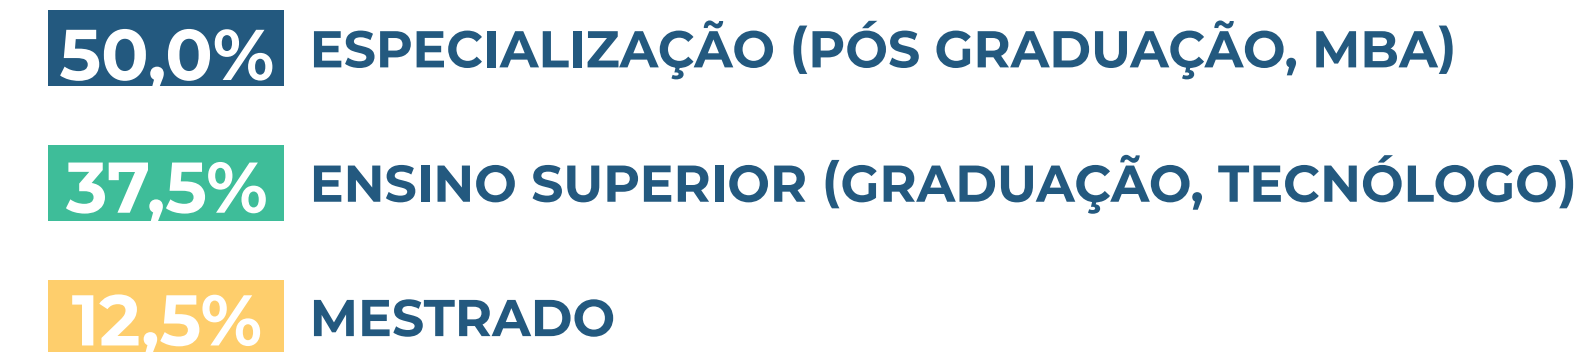 50,0% ESPECIALIZAÇÃO (PÓS GRADUAÇÃO, MBA)
37,5% ENSINO SUPERIOR (GRADUAÇÃO, TECNÓLOGO)
12,5% MESTRADO